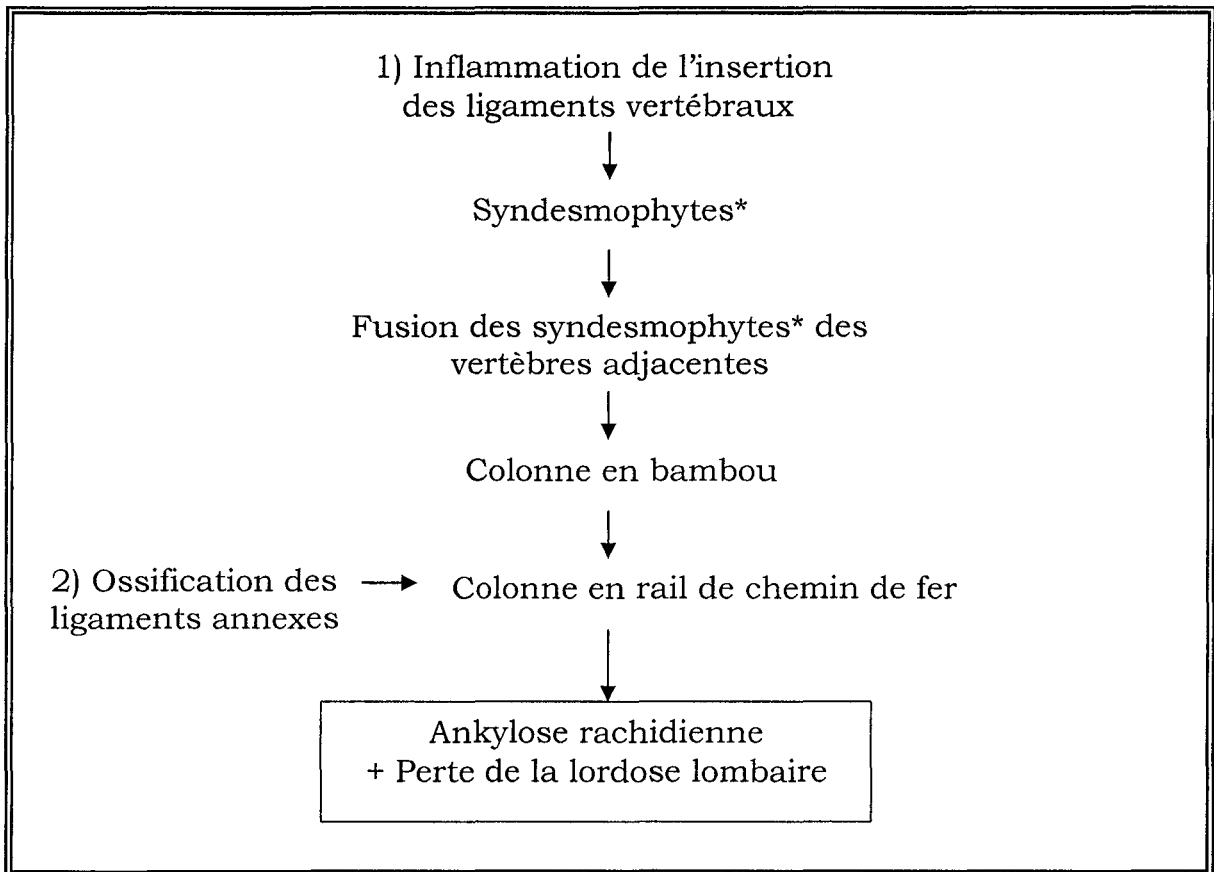 1) Inflammation de l'insertion
des ligaments vertébraux
Syndesmophytes*
Fusion des syndesmophytes* des
vertèbres adjacentes
Colonne en bambou
2) Ossification des
ligaments annexes
Colonne en rail de chemin de fer
Ankylose rachidienne
+ Perte de la lordose lombaire